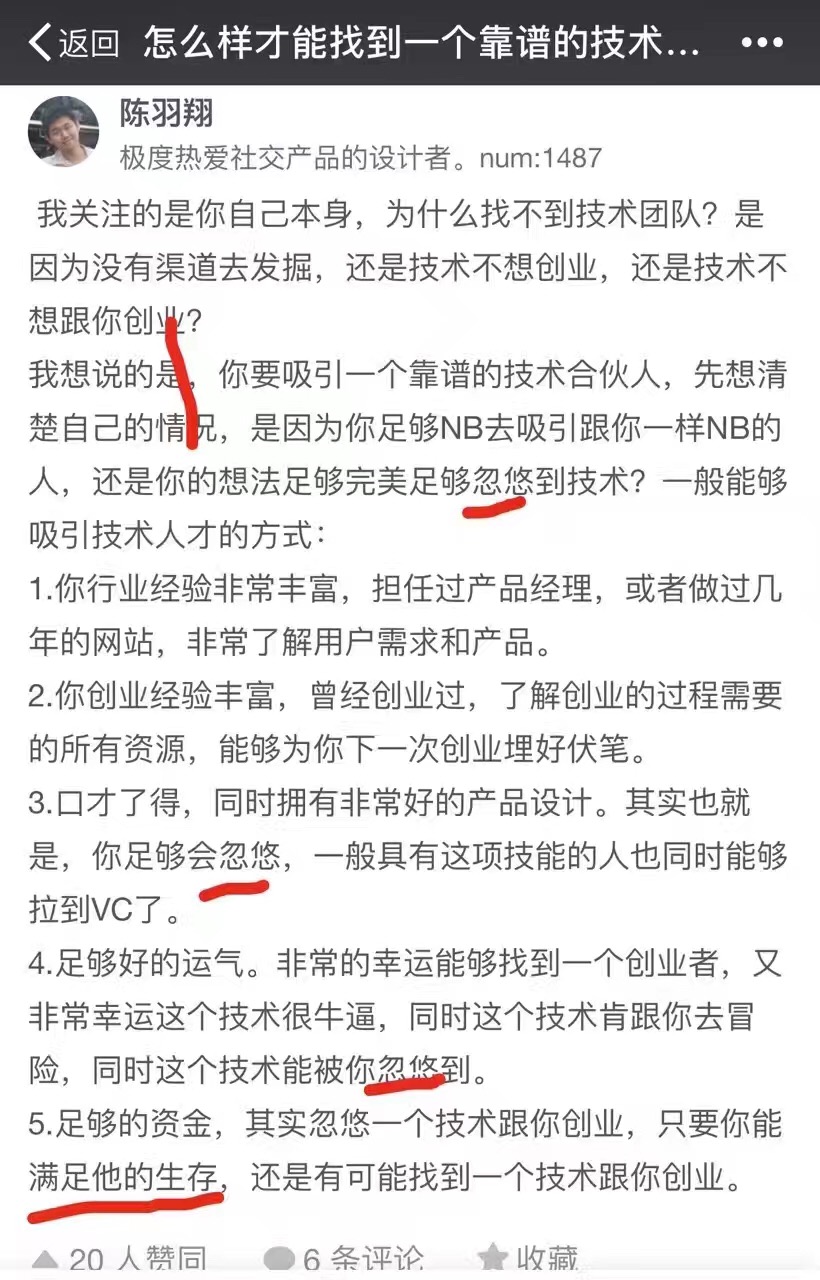 返回 怎么样才能找到一个靠谱的技术...
陈羽翔
极度热爱社交产品的设计者。num:1487
我关注的是你自己本身，为什么找不到技术团队？是
因为没有渠道去发掘，还是技术不想创业，还是技术不
想跟你创业？
我想说的是，你要吸引一个靠谱的技术合伙人，先想清
楚自己的情况，是因为你足够NB去吸引跟你一样NB的
人，还是你的想法足够完美足够忽悠到技术？一般能够
吸引技术人才的方式：
1.你行业经验非常丰富，担任过产品经理，或者做过几
年的网站，非常了解用户需求和产品。
2.你创业经验丰富，曾经创业过，了解创业的过程需要
的所有资源，能够为你下一次创业埋好伏笔。
3.口才了得，同时拥有非常好的产品设计。其实也就
是，你足够会忽悠，一般具有这项技能的人也同时能够
拉到VC了。
4.足够好的运气。非常的幸运能够找到一个创业者，又
非常幸运这个技术很牛逼，同时这个技术肯跟你去冒
险，同时这个技术能被你忽悠到。
5.足够的资金，其实忽悠一个技术跟你创业，只要你能
满足他的生存，还是有可能找到一个技术跟你创业。
20 人赞同 6 条评论 收藏